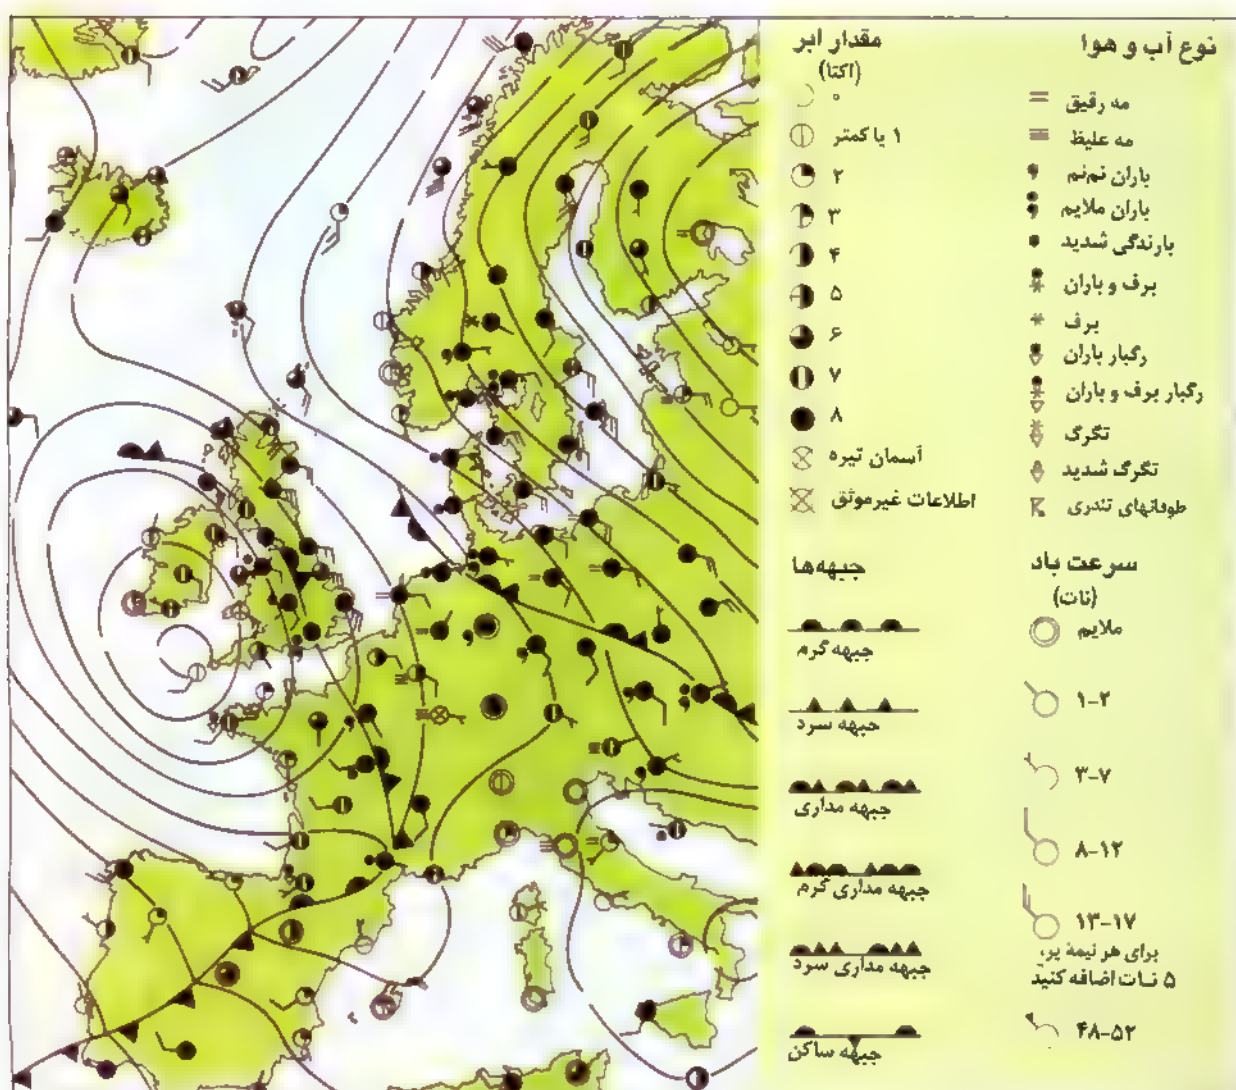 نوع آب و هوا
مه رقیق
مه غلیظ
باران نم‌نم
باران ملایم
بارندگی شدید
برف و باران
برف
رگبار باران
رگبار برف و باران
تگرگ
تگرگ شدید
طوفانهای تندری
سرعت باد
(نات)
ملایم
۱-۲
۳-۷
۸-۱۲
۱۳-۱۷
برای هر نیمه پر،
۵ نات اضافه کنید
۴۸-۵۲
مقدار ابر
(اکتا)
۰
۱ یا کمتر
۲
۳
۴
۵
۶
۷
۸
آسمان تیره
اطلاعات غیرموثق
جبهه‌ها
جبهه گرم
جبهه سرد
جبهه مداری
جبهه مداری گرم
جبهه مداری سرد
جبهه ساکن